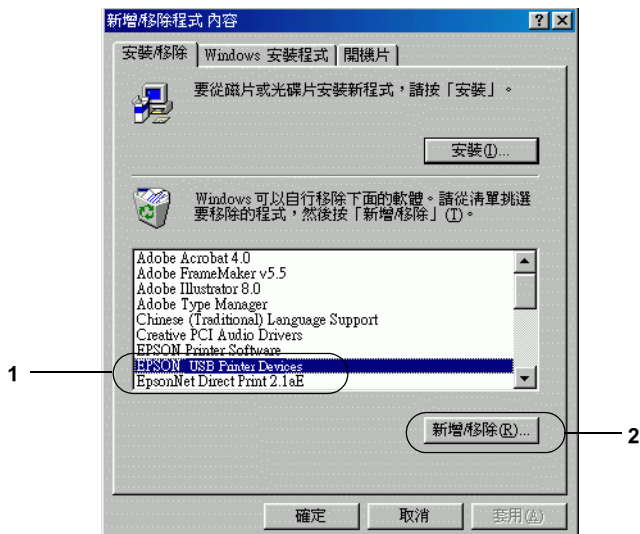 新增/移除程式 內容
安裝/移除 Windows 安裝程式 開機片
要從磁片或光碟片安裝新程式，請按「安裝」。
安裝(I)...
Windows 可以自行移除下面的軟體。請從清單挑選
要移除的程式，然後按「新增/移除」(T)。
Adobe Acrobat 4.0
Adobe FrameMaker v5.5
Adobe Illustrator 8.0
Adobe Type Manager
Chinese (Traditional) Language Support
Creative PCI Audio Drivers
EPSON Printer Software
EPSON USB Printer Devices
EpsonNet Direct Print 2.1aE
1
新增/移除(R)...
2
確定 取消 套用(A)